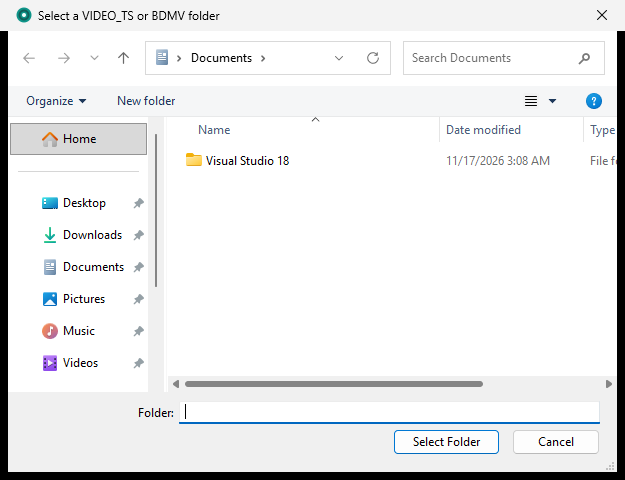 Select a VIDEO_TS or BDMV folder
Documents
Search Documents
Organize
New folder
?
Name
Date modified
Type
Home
Visual Studio 18
11/17/2026 3:08 AM
File f
Desktop
Downloads
Documents
Pictures
Music
Videos
Folder:
Select Folder
Cancel